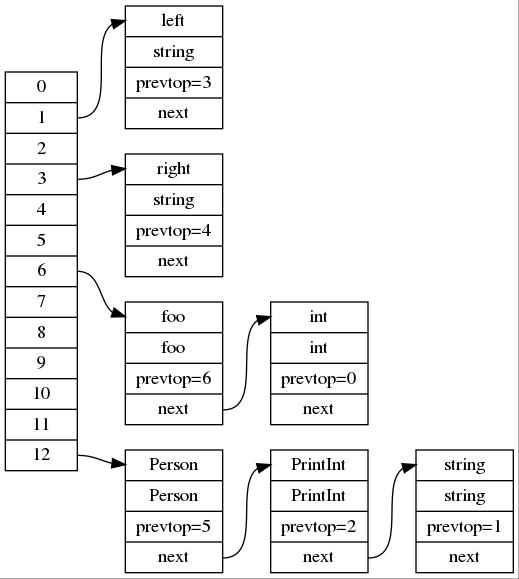 0
1
2
3
4
5
6
7
8
9
10
11
12
left
string
prevtop=3
next
right
string
prevtop=4
next
foo
foo
prevtop=6
next
int
int
prevtop=0
next
Person
Person
prevtop=5
next
PrintInt
PrintInt
prevtop=2
next
string
string
prevtop=1
next